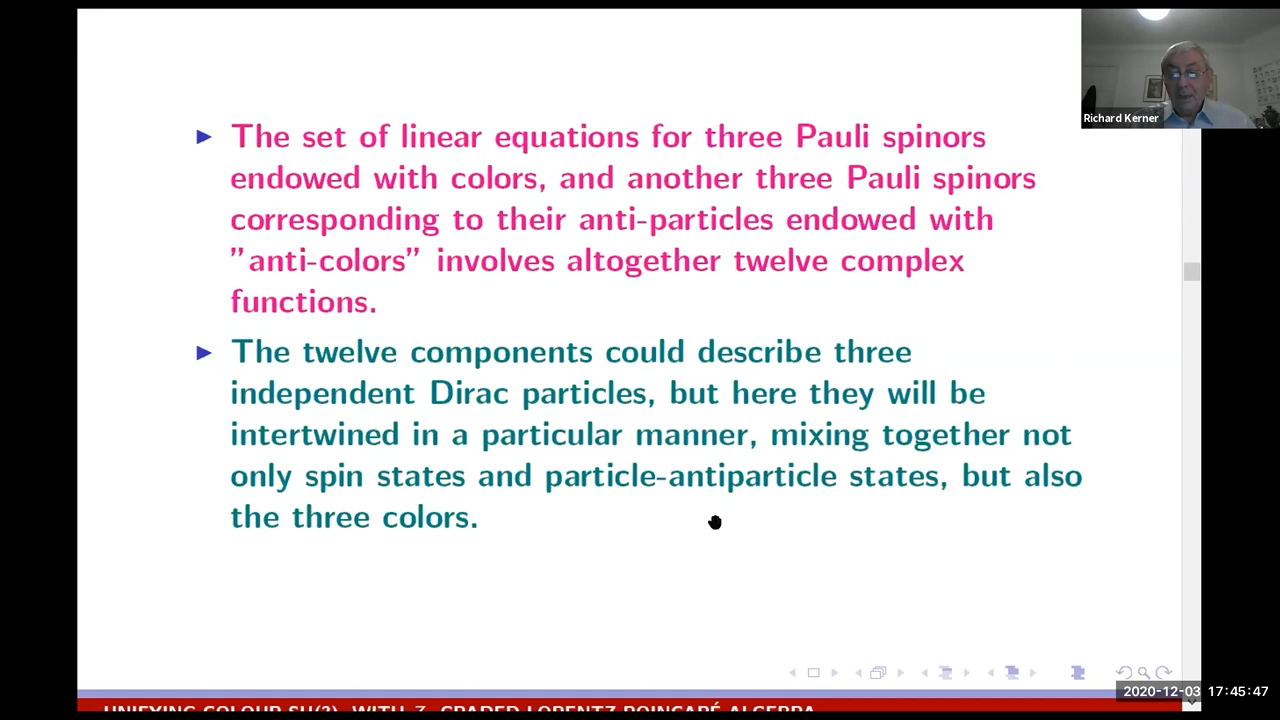 The set of linear equations for three Pauli spinors
endowed with colors, and another three Pauli spinors
corresponding to their anti-particles endowed with
"anti-colors" involves altogether twelve complex
functions.
The twelve components could describe three
independent Dirac particles, but here they will be
intertwined in a particular manner, mixing together not
only spin states and particle-antiparticle states, but also
the three colors.
Richard Kerner
2020-12-03 17:45:47
UNIFYING COLOUR SU(3) WITH Z GRADED LORENTZ-POINCARÉ ALGEBRA